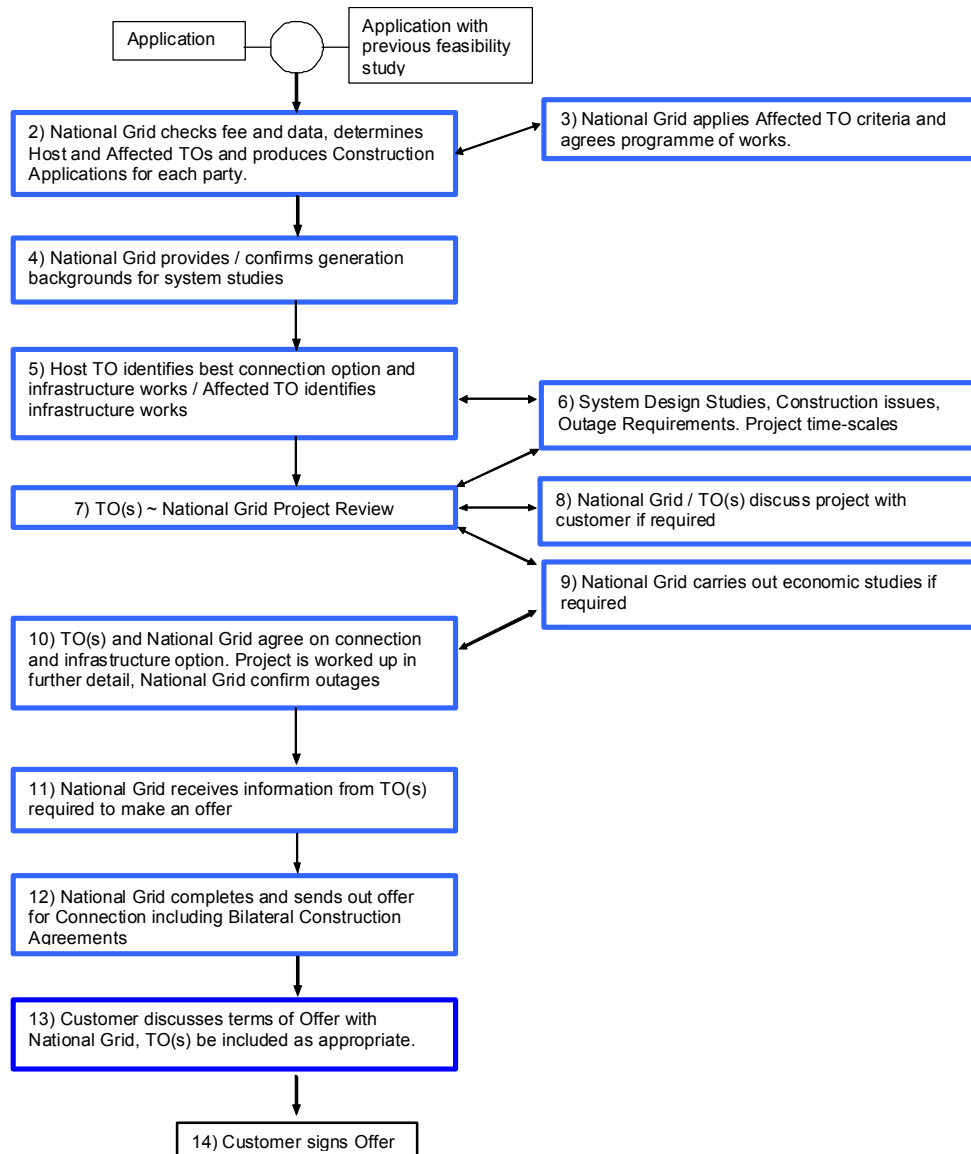 Application
Application with
previous feasibility
study
2) National Grid checks fee and data, determines
Host and Affected TOs and produces Construction
Applications for each party.
3) National Grid applies Affected TO criteria and
agrees programme of works.
4) National Grid provides / confirms generation
backgrounds for system studies
5) Host TO identifies best connection option and
infrastructure works / Affected TO identifies
infrastructure works
6) System Design Studies, Construction issues,
Outage Requirements. Project time-scales
7) TO(s) ~ National Grid Project Review
8) National Grid / TO(s) discuss project with
customer if required
9) National Grid carries out economic studies if
required
10) TO(s) and National Grid agree on connection
and infrastructure option. Project is worked up in
further detail, National Grid confirm outages
11) National Grid receives information from TO(s)
required to make an offer
12) National Grid completes and sends out offer
for Connection including Bilateral Construction
Agreements
13) Customer discusses terms of Offer with
National Grid, TO(s) be included as appropriate.
14) Customer signs Offer